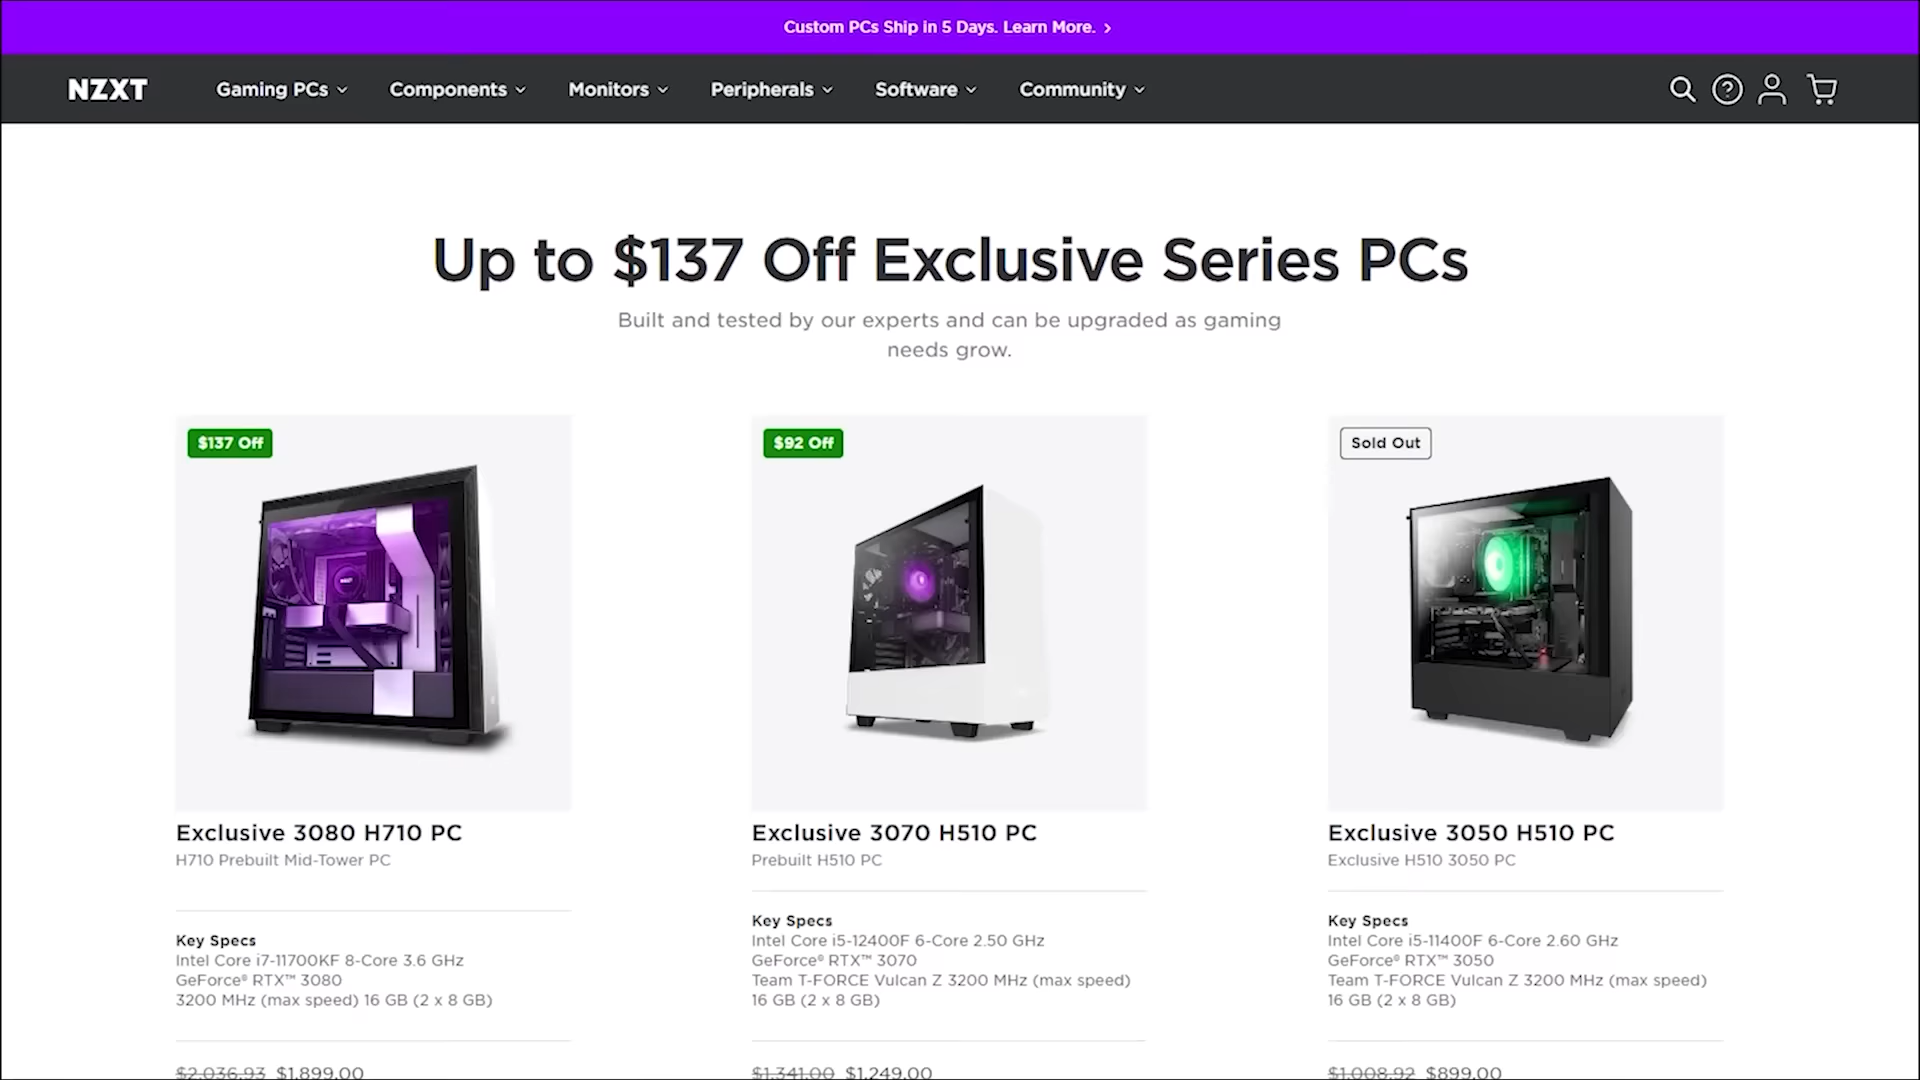 Custom PCs Ship in 5 Days. Learn More. ›
NZXT
Gaming PCs
Components
Monitors
Peripherals
Software
Community
Up to $137 Off Exclusive Series PCs
Built and tested by our experts and can be upgraded as gaming
needs grow.
$137 Off
Exclusive 3080 H710 PC
H710 Prebuilt Mid-Tower PC
Key Specs
Intel Core i7-11700KF 8-Core 3.6 GHz
GeForce® RTX™ 3080
3200 MHz (max speed) 16 GB (2 x 8 GB)
$2,036.93 $1,899.00
$92 Off
Exclusive 3070 H510 PC
Prebuilt H510 PC
Key Specs
Intel Core i5-12400F 6-Core 2.50 GHz
GeForce® RTX™ 3070
Team T-FORCE Vulcan Z 3200 MHz (max speed)
16 GB (2 x 8 GB)
$1,341.00 $1,249.00
Sold Out
Exclusive 3050 H510 PC
Exclusive H510 3050 PC
Key Specs
Intel Core i5-11400F 6-Core 2.60 GHz
GeForce® RTX™ 3050
Team T-FORCE Vulcan Z 3200 MHz (max speed)
16 GB (2 x 8 GB)
$1,008.92 $899.00